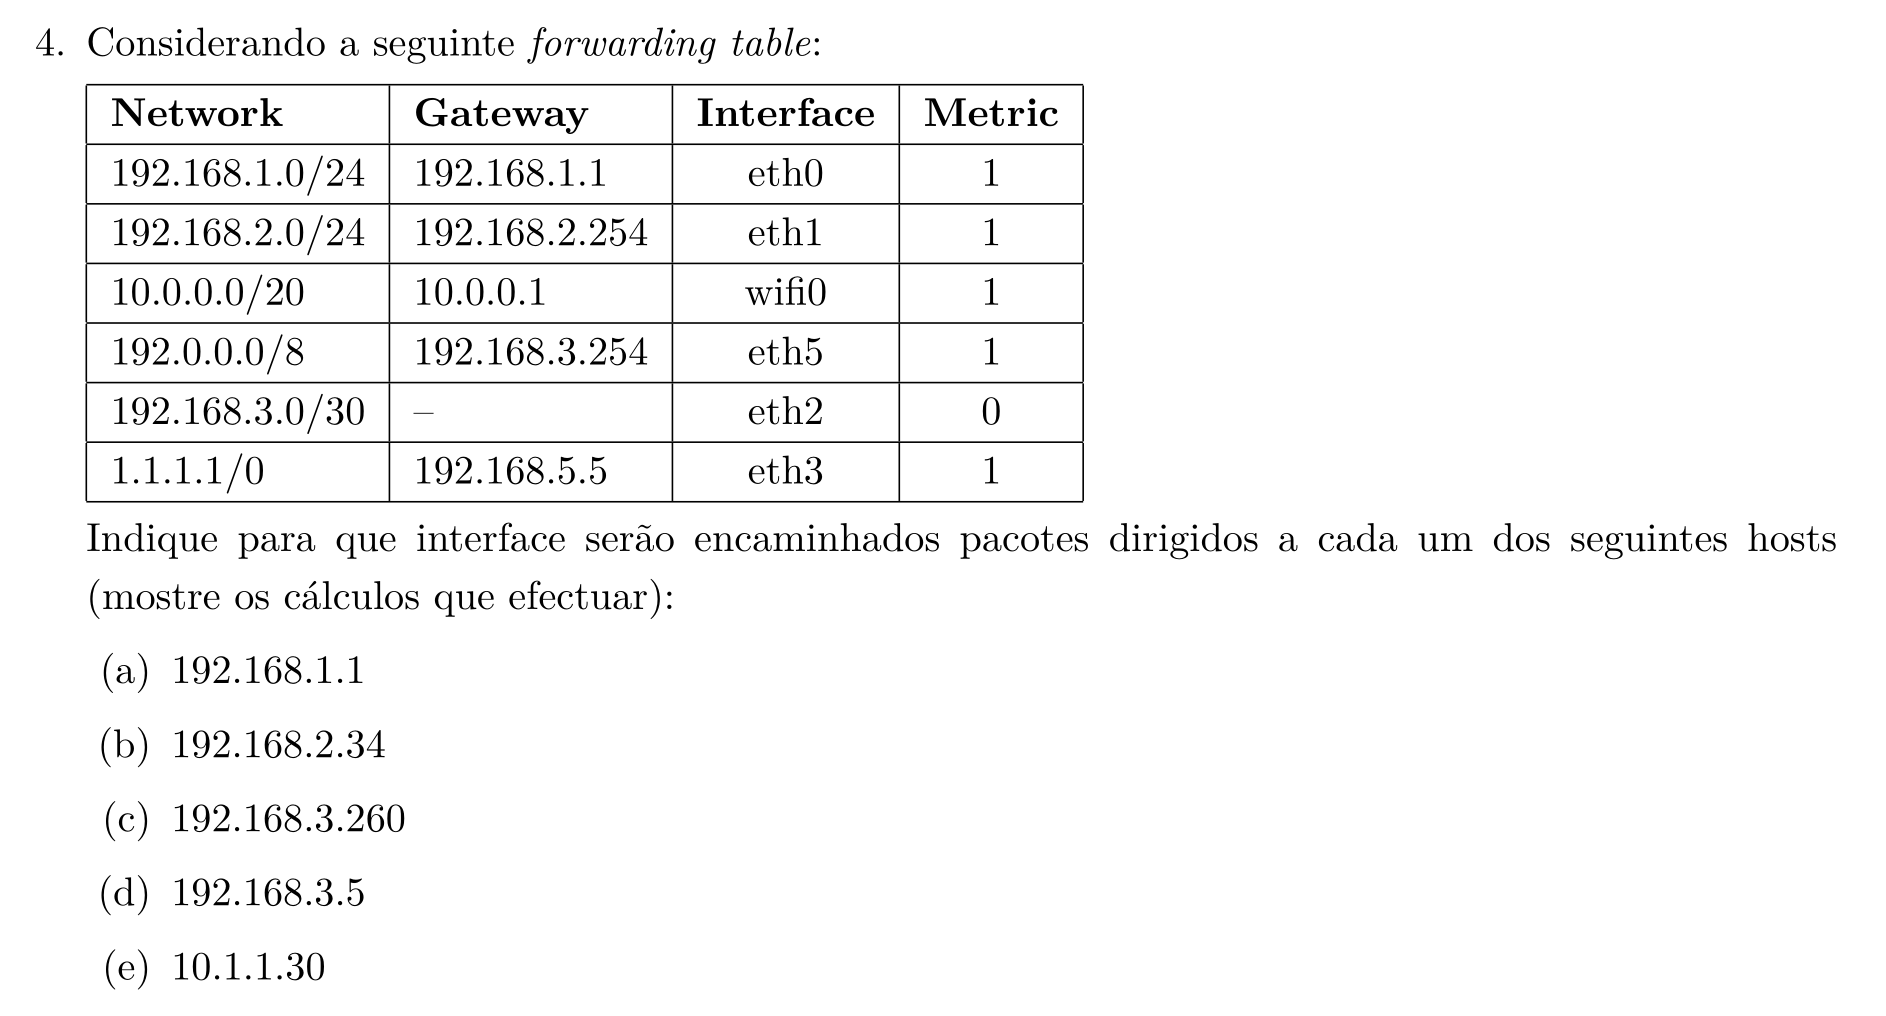 4. Considerando a seguinte forwarding table:
Network Gateway Interface Metric
192.168.1.0/24 192.168.1.1 eth0 1
192.168.2.0/24 192.168.2.254 eth1 1
10.0.0.0/20 10.0.0.1 wifi0 1
192.0.0.0/8 192.168.3.254 eth5 1
192.168.3.0/30 – eth2 0
1.1.1.1/0 192.168.5.5 eth3 1
Indique para que interface serão encaminhados pacotes dirigidos a cada um dos seguintes hosts
(mostre os cálculos que efectuar):
(a) 192.168.1.1
(b) 192.168.2.34
(c) 192.168.3.260
(d) 192.168.3.5
(e) 10.1.1.30